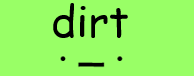 dirt
. _ .